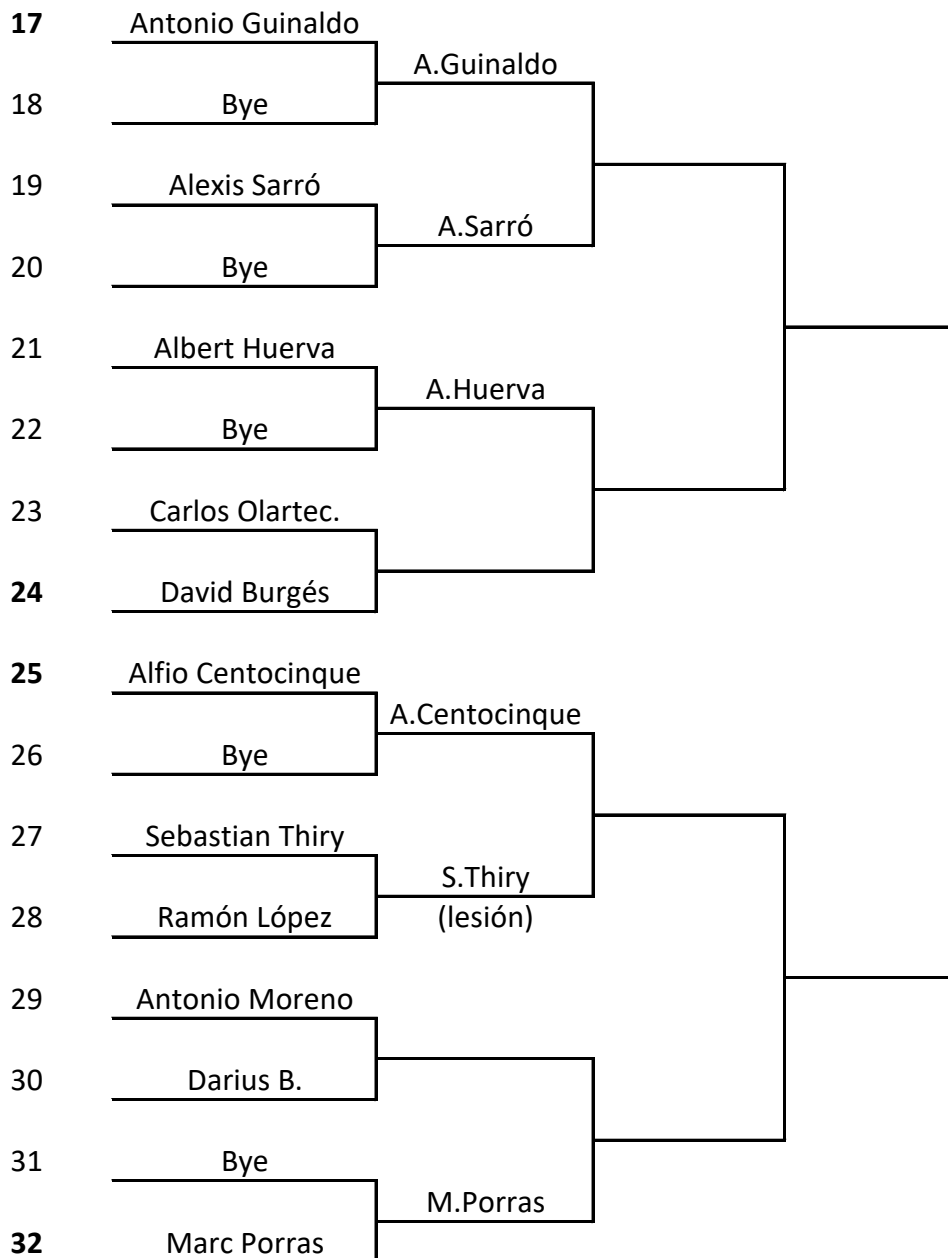 17 Antonio Guinaldo
A.Guinaldo
18 Bye
19 Alexis Sarró
A.Sarró
20 Bye
21 Albert Huerva
A.Huerva
22 Bye
23 Carlos Olartec.
24 David Burgés
25 Alfio Centocinque
A.Centocinque
26 Bye
27 Sebastian Thiry
S.Thiry
28 Ramón López (lesión)
29 Antonio Moreno
30 Darius B.
31 Bye
M.Porras
32 Marc Porras